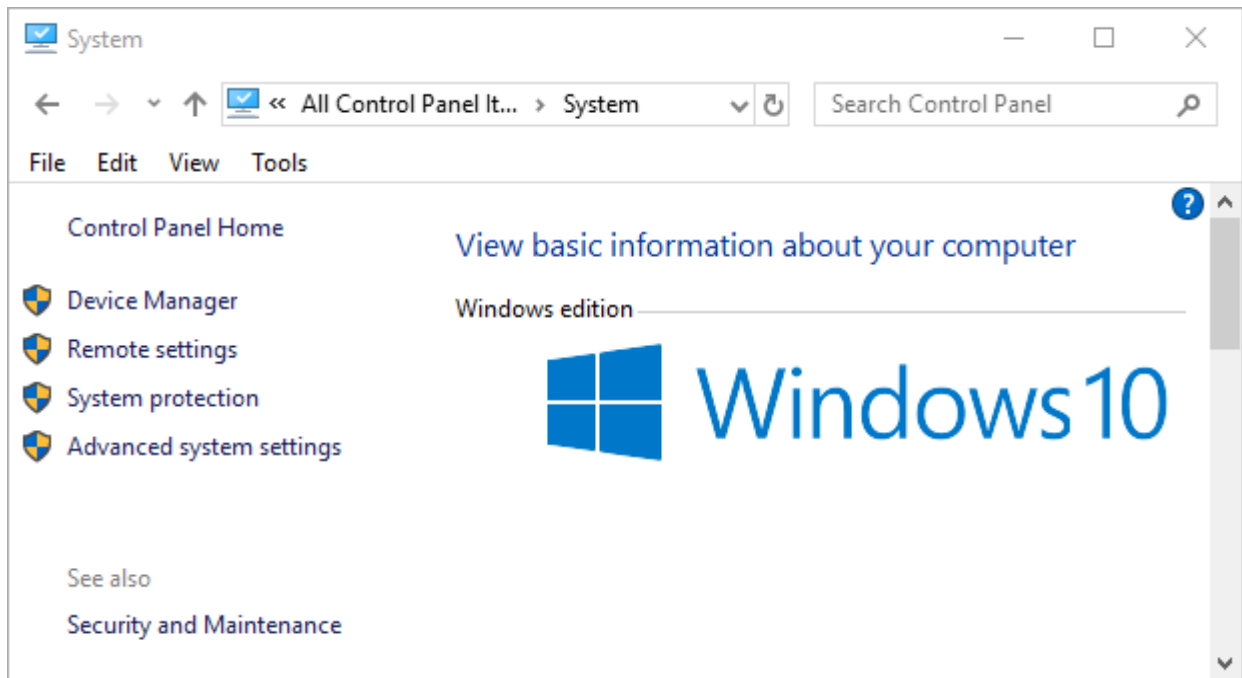 System
« All Control Panel It... › System
Search Control Panel
File Edit View Tools
Control Panel Home
Device Manager
Remote settings
System protection
Advanced system settings
See also
Security and Maintenance
?
View basic information about your computer
Windows edition
Windows 10